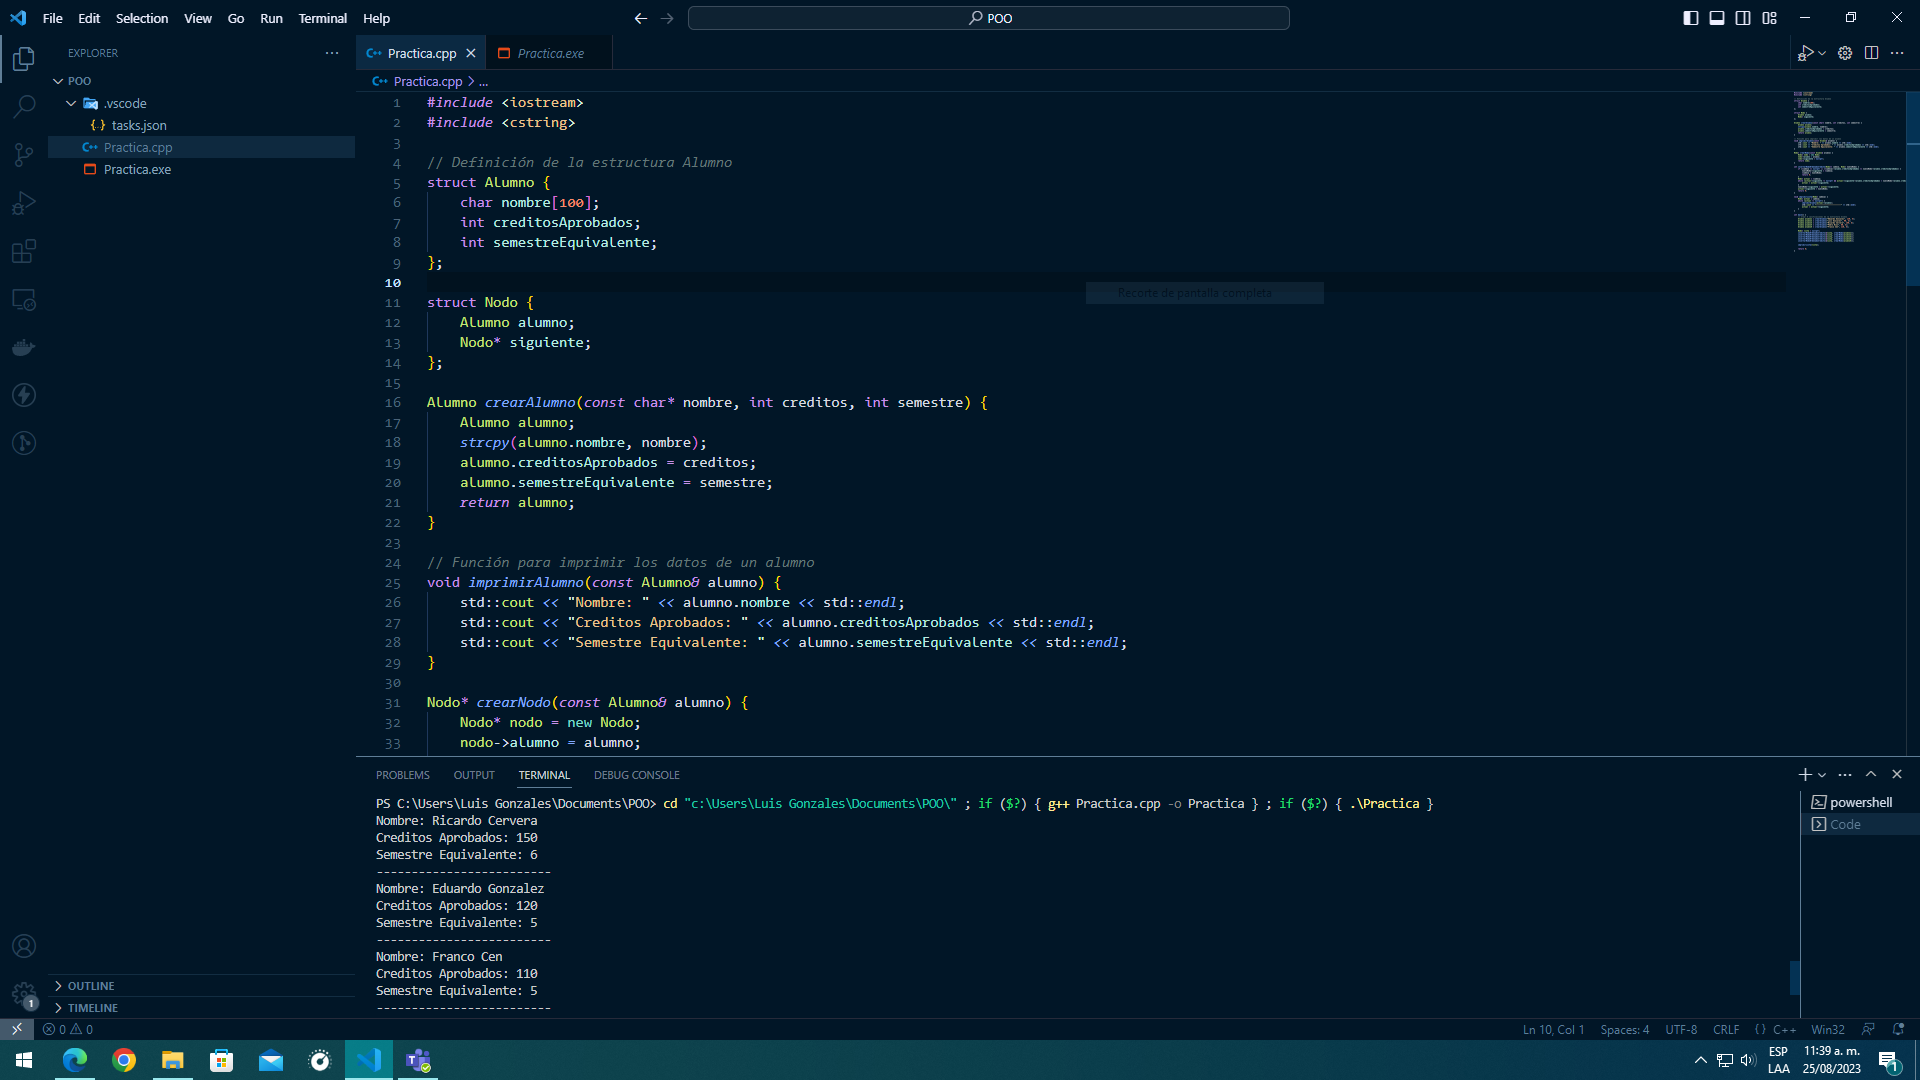 File Edit Selection View Go Run Terminal Help
POO
EXPLORER
POO
.vscode
{} tasks.json
C++ Practica.cpp
Practica.exe
OUTLINE
TIMELINE
C++ Practica.cpp
Practica.exe
C++ Practica.cpp > ...
1 #include <iostream>
2 #include <cstring>
3
4 // Definición de la estructura Alumno
5 struct Alumno {
6 char nombre[100];
7 int creditosAprobados;
8 int semestreEquivalente;
9 };
10
Recorte de pantalla completa
11 struct Nodo {
12 Alumno alumno;
13 Nodo* siguiente;
14 };
15
16 Alumno crearAlumno(const char* nombre, int creditos, int semestre) {
17 Alumno alumno;
18 strcpy(alumno.nombre, nombre);
19 alumno.creditosAprobados = creditos;
20 alumno.semestreEquivalente = semestre;
21 return alumno;
22 }
23
24 // Función para imprimir los datos de un alumno
25 void imprimirAlumno(const Alumno& alumno) {
26 std::cout << "Nombre: " << alumno.nombre << std::endl;
27 std::cout << "Creditos Aprobados: " << alumno.creditosAprobados << std::endl;
28 std::cout << "Semestre Equivalente: " << alumno.semestreEquivalente << std::endl;
29 }
30
31 Nodo* crearNodo(const Alumno& alumno) {
32 Nodo* nodo = new Nodo;
33 nodo->alumno = alumno;
PROBLEMS OUTPUT TERMINAL DEBUG CONSOLE
PS C:\Users\Luis Gonzales\Documents\POO> cd "c:\Users\Luis Gonzales\Documents\POO\" ; if ($?) { g++ Practica.cpp -o Practica } ; if ($?) { .\Practica }
Nombre: Ricardo Cervera
Creditos Aprobados: 150
Semestre Equivalente: 6
-------------------------
Nombre: Eduardo Gonzalez
Creditos Aprobados: 120
Semestre Equivalente: 5
-------------------------
Nombre: Franco Cen
Creditos Aprobados: 110
Semestre Equivalente: 5
-------------------------
powershell
Code
1
0 0
Ln 10, Col 1 Spaces: 4 UTF-8 CRLF {} C++ Win32
ESP
LAA
11:39 a. m.
25/08/2023
1